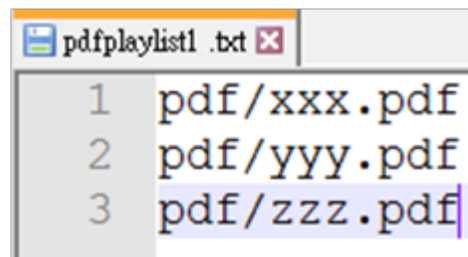 pdfplaylist1 .txt
1 pdf/xxx.pdf
2 pdf/yyy.pdf
3 pdf/zzz.pdf